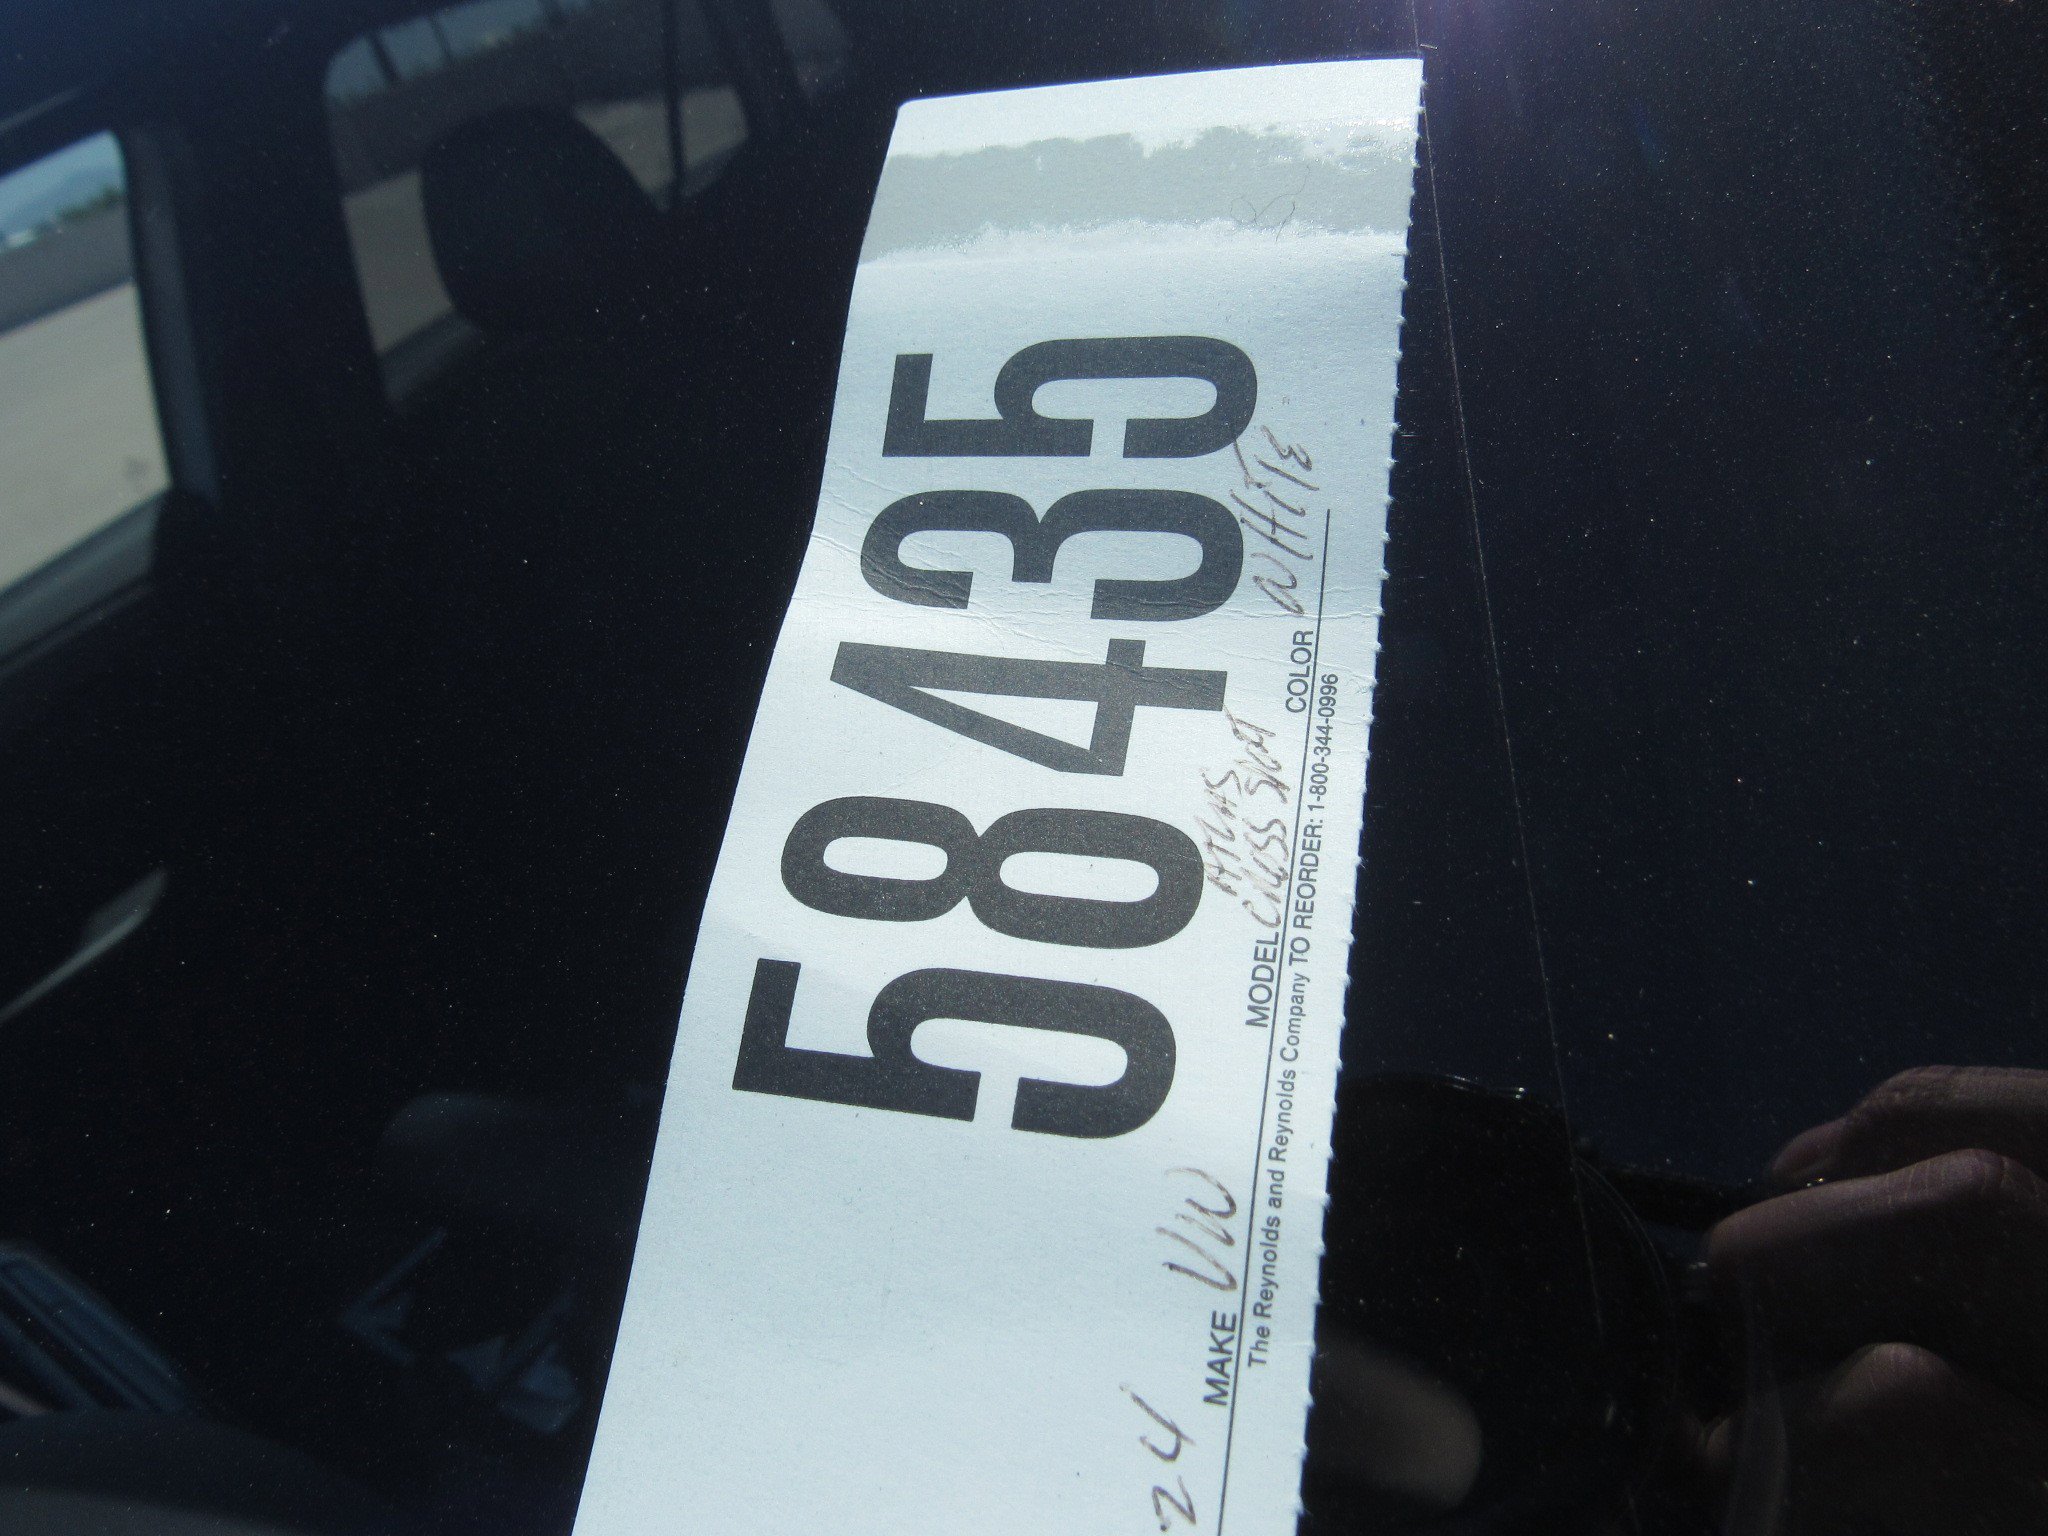 58435
ATLAS
24 MAKE VW MODEL CROSS SPORT COLOR WHITE
The Reynolds and Reynolds Company TO REORDER: 1-800-344-0996